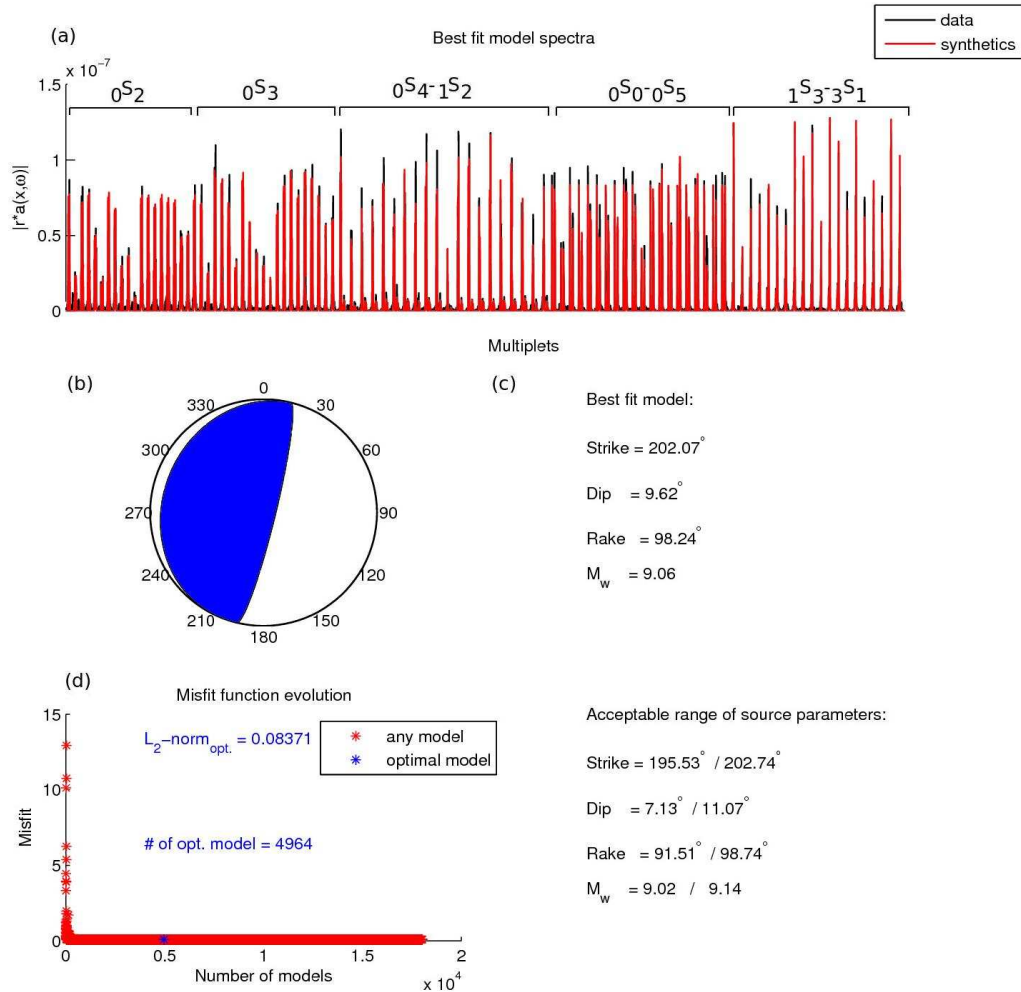 data
synthetics
(a)
Best fit model spectra
x 10^-7
0S2
0S3
0S4-1S2
0S0-0S5
1S3-3S1
1.5
1
0.5
0
|r*a(x,ω)|
Multiplets
(b)
0
30
60
90
120
150
180
210
240
270
300
330
(c)
Best fit model:
Strike = 202.07°
Dip = 9.62°
Rake = 98.24°
M_w = 9.06
(d)
Misfit function evolution
15
10
5
0
Misfit
L_2-norm_opt. = 0.08371
# of opt. model = 4964
any model
optimal model
0
0.5
1
1.5
2
x 10^4
Number of models
Acceptable range of source parameters:
Strike = 195.53° / 202.74°
Dip = 7.13° / 11.07°
Rake = 91.51° / 98.74°
M_w = 9.02 / 9.14